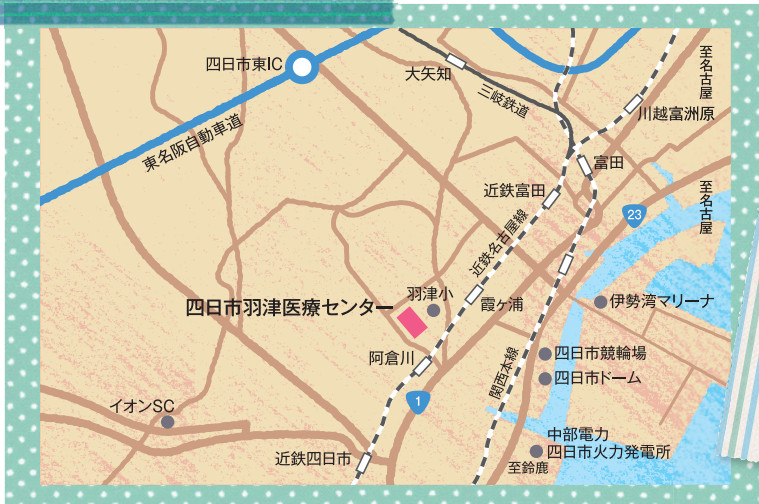 四日市東IC
大矢知
三岐鉄道
至名古屋
川越富洲原
東名阪自動車道
富田
近鉄富田
至名古屋
23
近鉄名古屋線
羽津小
四日市羽津医療センター
霞ヶ浦
伊勢湾マリーナ
阿倉川
関西本線
四日市競輪場
四日市ドーム
1
イオンSC
中部電力
四日市火力発電所
近鉄四日市
至鈴鹿